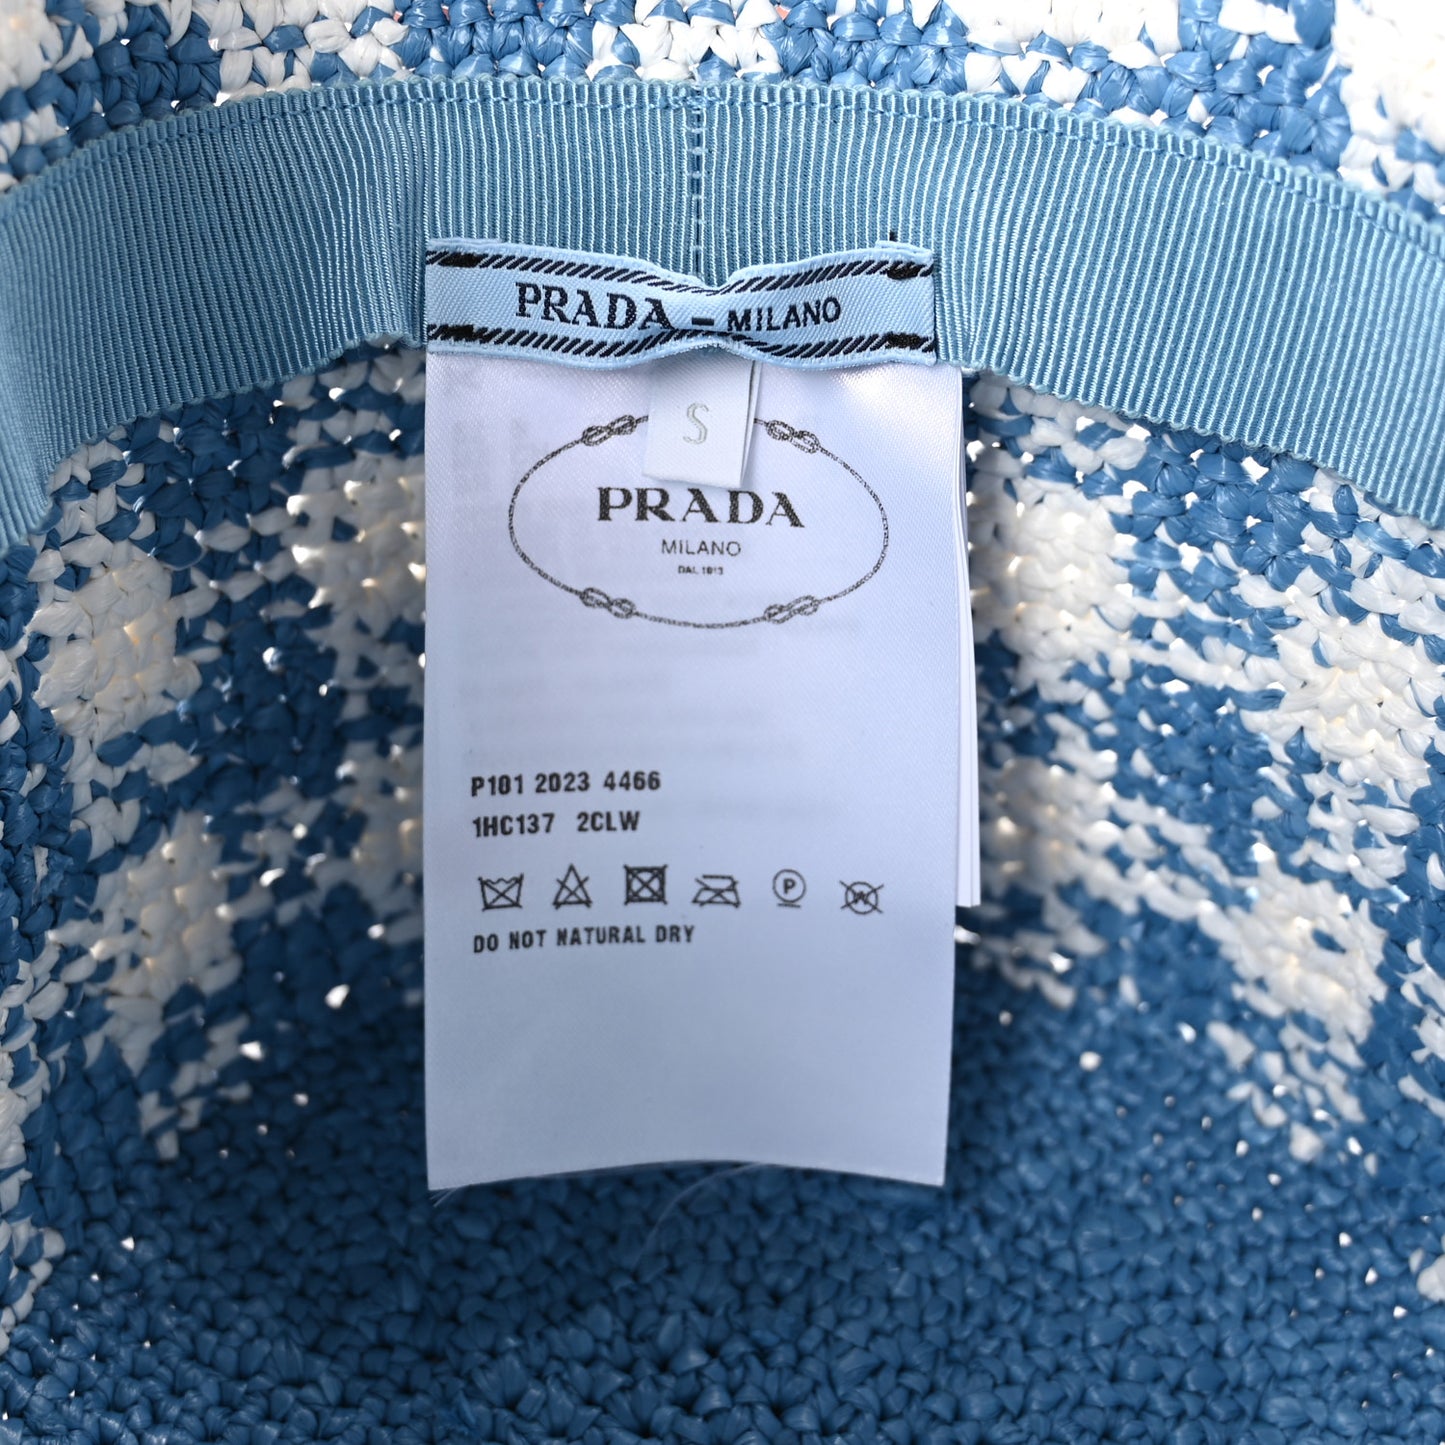 PRADA – MILANO
S
PRADA
MILANO
DAL 1913
P101 2023 4466
1HC137 2CLW
P
W
DO NOT NATURAL DRY